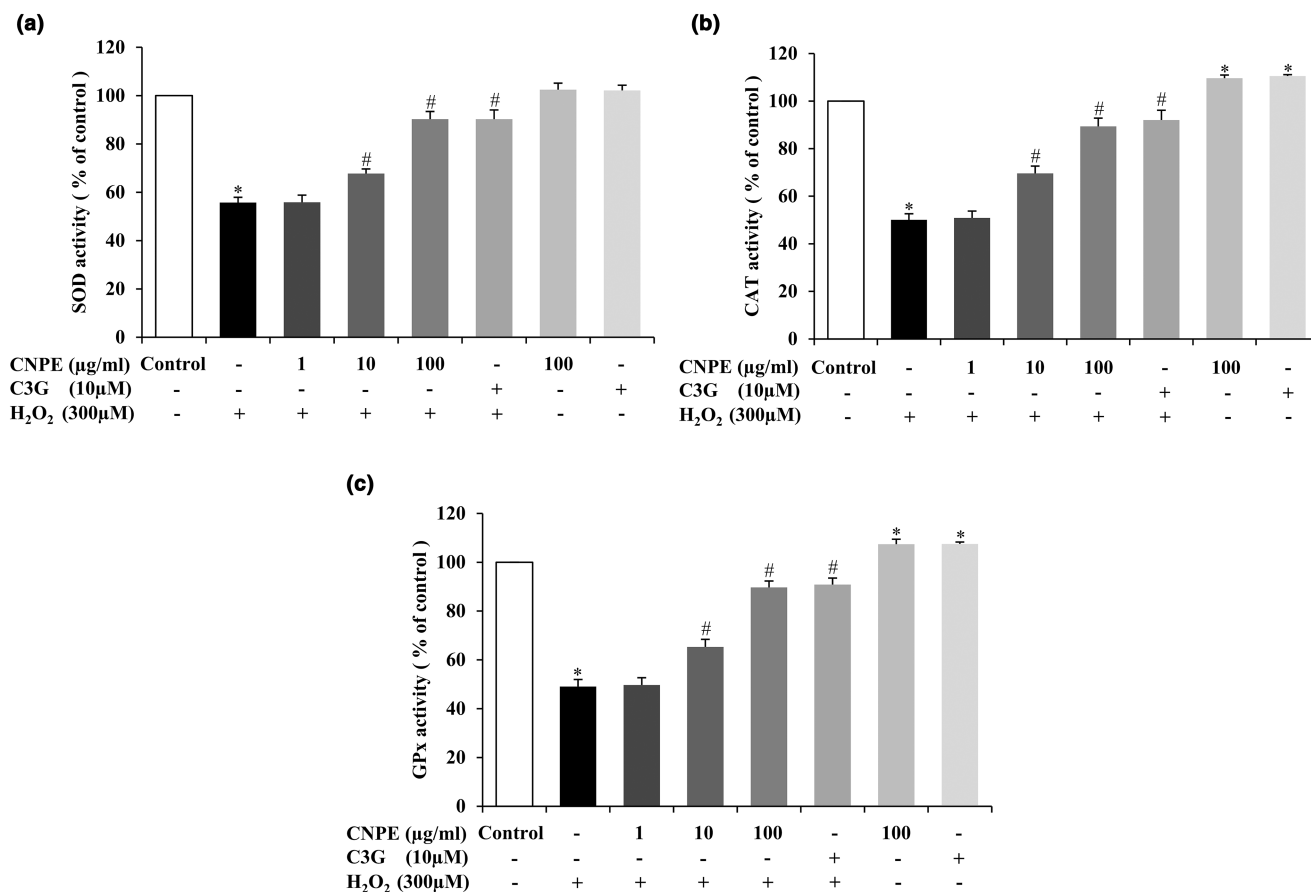 (a)
120
100
80
60
40
20
0
SOD activity ( % of control )
*
#
#
#
CNPE (µg/ml) Control - 1 10 100 - 100 -
C3G (10µM) - - - - - + - +
H₂O₂ (300µM) - + + + + + - -
(b)
120
100
80
60
40
20
0
CAT activity ( % of control )
*
#
#
#
*
*
CNPE (µg/ml) Control - 1 10 100 - 100 -
C3G (10µM) - - - - - + - +
H₂O₂ (300µM) - + + + + + - -
(c)
120
100
80
60
40
20
0
GPx activity ( % of control )
*
#
#
#
*
*
CNPE (µg/ml) Control - 1 10 100 - 100 -
C3G (10µM) - - - - - + - +
H₂O₂ (300µM) - + + + + + - -